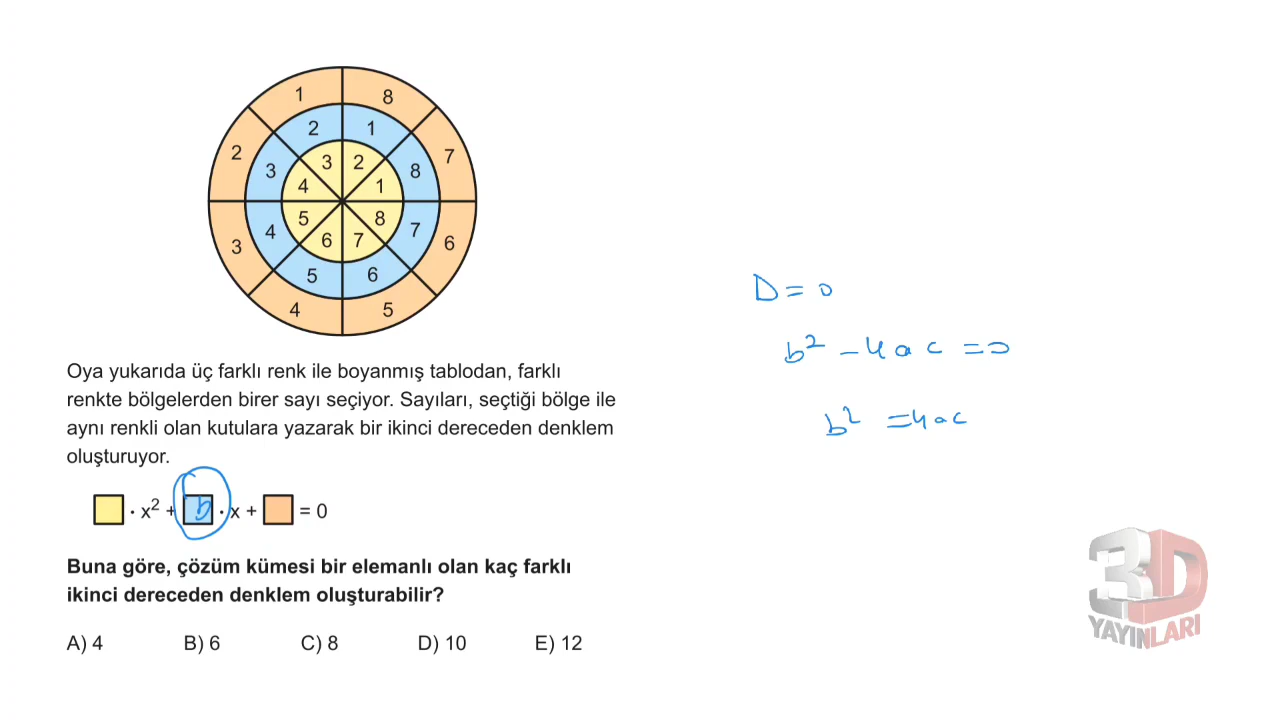 1 8
2 1
2 7
3 3 2 8
4 1
5 8
3 4 6 7 7 6
5 6
4 5
D = 0
b² - 4ac = 0
b² = 4ac
Oya yukarıda üç farklı renk ile boyanmış tablodan, farklı
renkte bölgelerden birer sayı seçiyor. Sayıları, seçtiği bölge ile
aynı renkli olan kutulara yazarak bir ikinci dereceden denklem
oluşturuyor.
· x² + b · x + = 0
Buna göre, çözüm kümesi bir elemanlı olan kaç farklı
ikinci dereceden denklem oluşturabilir?
A) 4 B) 6 C) 8 D) 10 E) 12
3D
YAYINLARI